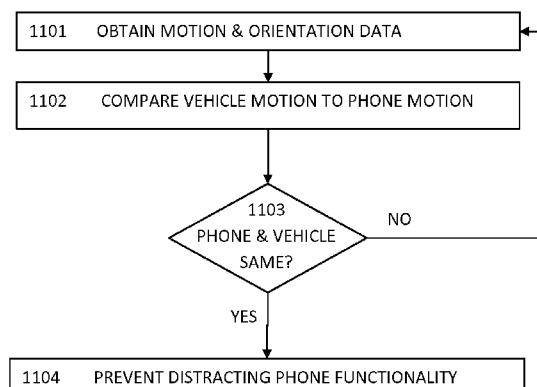 1101 OBTAIN MOTION & ORIENTATION DATA
1102 COMPARE VEHICLE MOTION TO PHONE MOTION
1103
PHONE & VEHICLE
SAME?
NO
YES
1104 PREVENT DISTRACTING PHONE FUNCTIONALITY